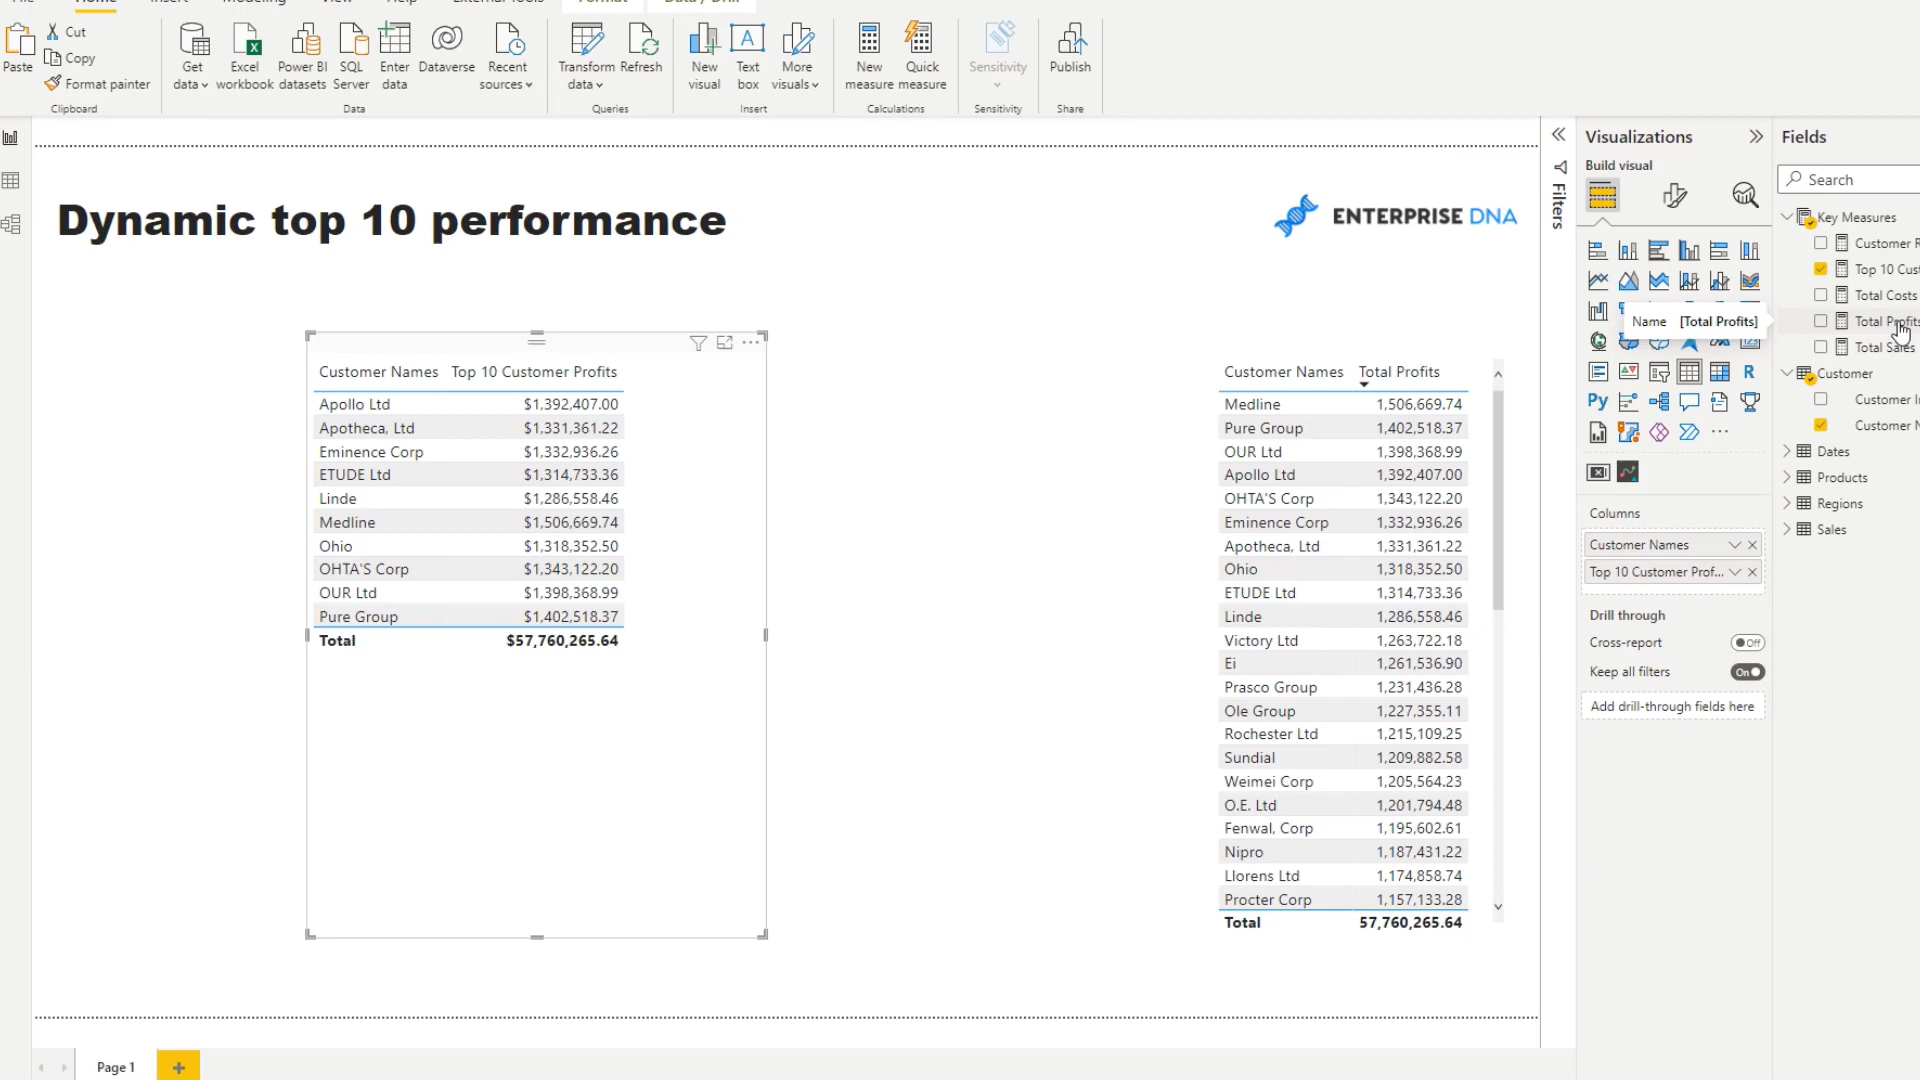 Home
Insert
Modeling
View
Help
External Tools
Format
Data / Drill
Paste
Cut
Copy
Format painter
Clipboard
Get data
Excel workbook
Power BI datasets
SQL Server
Enter data
Dataverse
Recent sources
Data
Transform data
Refresh
Queries
New visual
Text box
More visuals
Insert
New measure
Quick measure
Calculations
Sensitivity
Sensitivity
Publish
Share
Dynamic top 10 performance
ENTERPRISE DNA
Customer Names Top 10 Customer Profits
Apollo Ltd $1,392,407.00
Apotheca, Ltd $1,331,361.22
Eminence Corp $1,332,936.26
ETUDE Ltd $1,314,733.36
Linde $1,286,558.46
Medline $1,506,669.74
Ohio $1,318,352.50
OHTA'S Corp $1,343,122.20
OUR Ltd $1,398,368.99
Pure Group $1,402,518.37
Total $57,760,265.64
Customer Names Total Profits
Medline 1,506,669.74
Pure Group 1,402,518.37
OUR Ltd 1,398,368.99
Apollo Ltd 1,392,407.00
OHTA'S Corp 1,343,122.20
Eminence Corp 1,332,936.26
Apotheca, Ltd 1,331,361.22
Ohio 1,318,352.50
ETUDE Ltd 1,314,733.36
Linde 1,286,558.46
Victory Ltd 1,263,722.18
Ei 1,261,536.90
Prasco Group 1,231,436.28
Ole Group 1,227,355.11
Rochester Ltd 1,215,109.25
Sundial 1,209,882.58
Weimei Corp 1,205,564.23
O.E. Ltd 1,201,794.48
Fenwal, Corp 1,195,602.61
Nipro 1,187,431.22
Llorens Ltd 1,174,858.74
Procter Corp 1,157,133.28
Total 57,760,265.64
Filters
Visualizations
Build visual
Name [Total Profits]
R
Py
Columns
Customer Names
Top 10 Customer Prof...
Drill through
Cross-report Off
Keep all filters On
Add drill-through fields here
Fields
Search
Key Measures
Customer R
Top 10 Cust
Total Costs
Total Profits
Total Sales
Customer
Customer I
Customer N
Dates
Products
Regions
Sales
Page 1